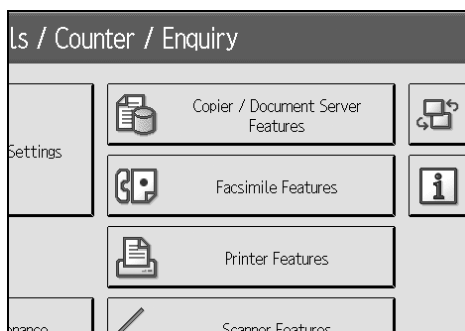 ls / Counter / Enquiry
Copier / Document Server
Features
Settings
Facsimile Features
Printer Features
Scanner Features